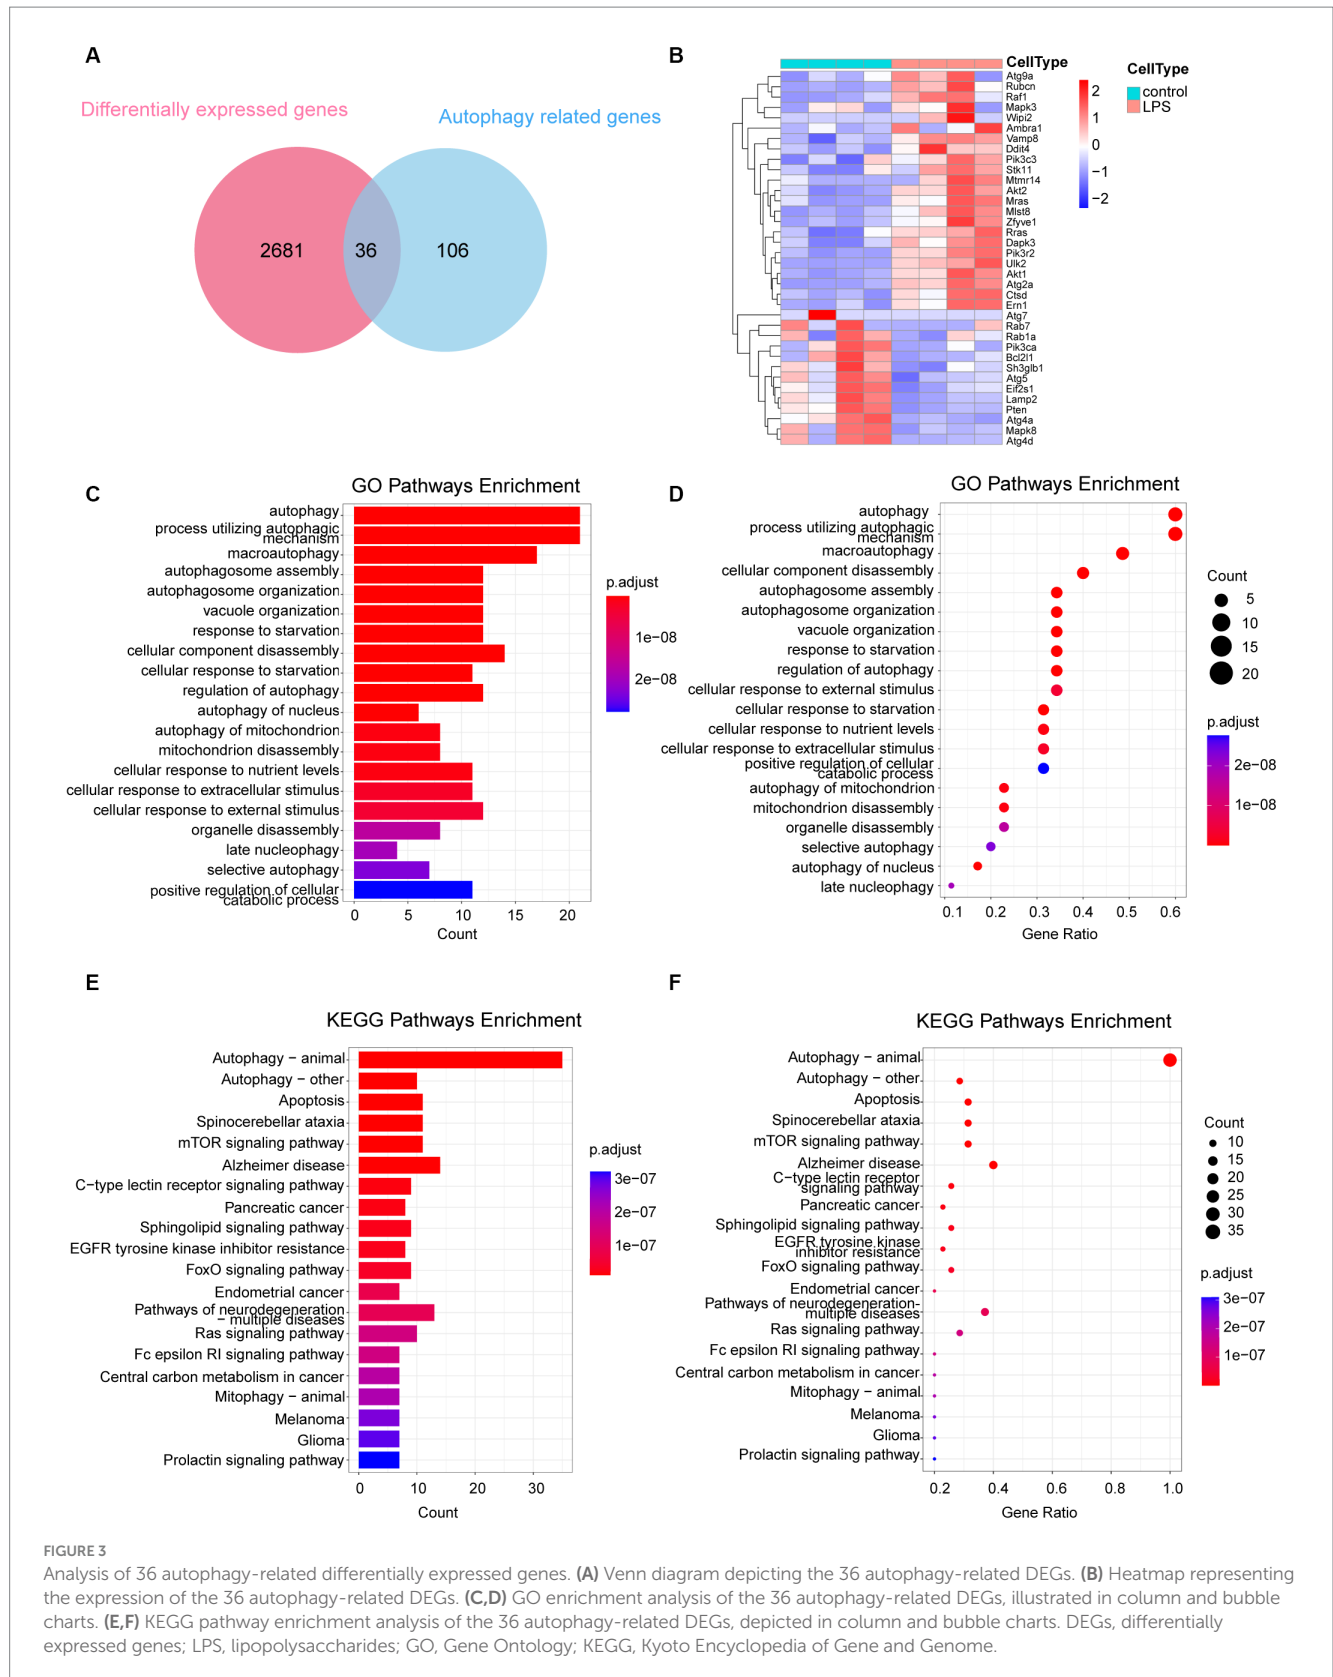 A
Differentially expressed genes
Autophagy related genes
2681
36
106
B
CellType
Atg9a
Rubcn
Raf1
Mapk3
Wipi2
Ambra1
Vamp8
Ddit4
Pik3c3
Stk11
Mtmr14
Akt2
Mras
Mlst8
Zfyve1
Rras
Dapk3
Pik3r2
Ulk2
Akt1
Atg2a
Ctsd
Ern1
Atg7
Rab7
Rab1a
Pik3ca
Bcl2l1
Sh3glb1
Atg5
Eif2s1
Lamp2
Pten
Atg4a
Mapk8
Atg4d
2
1
0
−1
−2
CellType
control
LPS
C
GO Pathways Enrichment
autophagy
process utilizing autophagic
mechanism
macroautophagy
autophagosome assembly
autophagosome organization
vacuole organization
response to starvation
cellular component disassembly
cellular response to starvation
regulation of autophagy
autophagy of nucleus
autophagy of mitochondrion
mitochondrion disassembly
cellular response to nutrient levels
cellular response to extracellular stimulus
cellular response to external stimulus
organelle disassembly
late nucleophagy
selective autophagy
positive regulation of cellular
catabolic process
0 5 10 15 20
Count
p.adjust
1e−08
2e−08
D
GO Pathways Enrichment
autophagy
process utilizing autophagic
mechanism
macroautophagy
cellular component disassembly
autophagosome assembly
autophagosome organization
vacuole organization
response to starvation
regulation of autophagy
cellular response to external stimulus
cellular response to starvation
cellular response to nutrient levels
cellular response to extracellular stimulus
positive regulation of cellular
catabolic process
autophagy of mitochondrion
mitochondrion disassembly
organelle disassembly
selective autophagy
autophagy of nucleus
late nucleophagy
0.1 0.2 0.3 0.4 0.5 0.6
Gene Ratio
Count
5
10
15
20
p.adjust
2e−08
1e−08
E
KEGG Pathways Enrichment
Autophagy − animal
Autophagy − other
Apoptosis
Spinocerebellar ataxia
mTOR signaling pathway
Alzheimer disease
C−type lectin receptor signaling pathway
Pancreatic cancer
Sphingolipid signaling pathway
EGFR tyrosine kinase inhibitor resistance
FoxO signaling pathway
Endometrial cancer
Pathways of neurodegeneration
− multiple diseases
Ras signaling pathway
Fc epsilon RI signaling pathway
Central carbon metabolism in cancer
Mitophagy − animal
Melanoma
Glioma
Prolactin signaling pathway
0 10 20 30
Count
p.adjust
3e−07
2e−07
1e−07
F
KEGG Pathways Enrichment
Autophagy − animal
Autophagy − other
Apoptosis
Spinocerebellar ataxia
mTOR signaling pathway
Alzheimer disease
C−type lectin receptor
signaling pathway
Pancreatic cancer
Sphingolipid signaling pathway
EGFR tyrosine kinase
inhibitor resistance
FoxO signaling pathway
Endometrial cancer
Pathways of neurodegeneration-
multiple diseases
Ras signaling pathway
Fc epsilon RI signaling pathway
Central carbon metabolism in cancer
Mitophagy − animal
Melanoma
Glioma
Prolactin signaling pathway
0.2 0.4 0.6 0.8 1.0
Gene Ratio
Count
10
15
20
25
30
35
p.adjust
3e−07
2e−07
1e−07
FIGURE 3
Analysis of 36 autophagy-related differentially expressed genes. (A) Venn diagram depicting the 36 autophagy-related DEGs. (B) Heatmap representing
the expression of the 36 autophagy-related DEGs. (C,D) GO enrichment analysis of the 36 autophagy-related DEGs, illustrated in column and bubble
charts. (E,F) KEGG pathway enrichment analysis of the 36 autophagy-related DEGs, depicted in column and bubble charts. DEGs, differentially
expressed genes; LPS, lipopolysaccharides; GO, Gene Ontology; KEGG, Kyoto Encyclopedia of Gene and Genome.